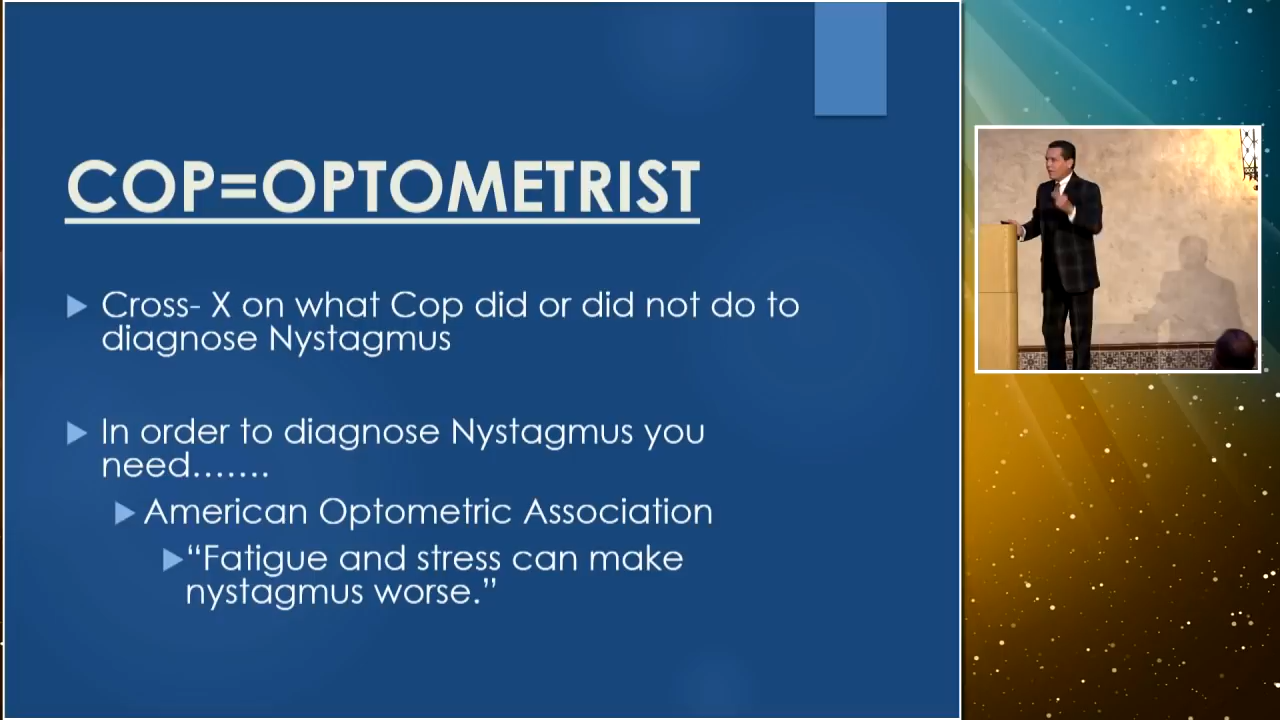 COP=OPTOMETRIST
Cross- X on what Cop did or did not do to
diagnose Nystagmus
In order to diagnose Nystagmus you
need.......
American Optometric Association
“Fatigue and stress can make
nystagmus worse.”